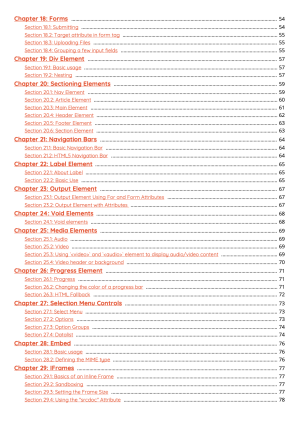 Chapter 18: Forms 54
Section 18.1: Submitting 54
Section 18.2: Target attribute in form tag 55
Section 18.3: Uploading Files 55
Section 18.4: Grouping a few input fields 55
Chapter 19: Div Element 57
Section 19.1: Basic usage 57
Section 19.2: Nesting 57
Chapter 20: Sectioning Elements 59
Section 20.1: Nav Element 59
Section 20.2: Article Element 60
Section 20.3: Main Element 61
Section 20.4: Header Element 62
Section 20.5: Footer Element 63
Section 20.6: Section Element 63
Chapter 21: Navigation Bars 64
Section 21.1: Basic Navigation Bar 64
Section 21.2: HTML5 Navigation Bar 64
Chapter 22: Label Element 65
Section 22.1: About Label 65
Section 22.2: Basic Use 65
Chapter 23: Output Element 67
Section 23.1: Output Element Using For and Form Attributes 67
Section 23.2: Output Element with Attributes 67
Chapter 24: Void Elements 68
Section 24.1: Void elements 68
Chapter 25: Media Elements 69
Section 25.1: Audio 69
Section 25.2: Video 69
Section 25.3: Using `<video>` or `<audio>` element to display audio/video content 69
Section 25.4: Video header or background 70
Chapter 26: Progress Element 71
Section 26.1: Progress 71
Section 26.2: Changing the color of a progress bar 71
Section 26.3: HTML Fallback 72
Chapter 27: Selection Menu Controls 73
Section 27.1: Select Menu 73
Section 27.2: Options 73
Section 27.3: Option Groups 74
Section 27.4: Datalist 74
Chapter 28: Embed 76
Section 28.1: Basic usage 76
Section 28.2: Defining the MIME type 76
Chapter 29: IFrames 77
Section 29.1: Basics of an Inline Frame 77
Section 29.2: Sandboxing 77
Section 29.3: Setting the Frame Size 77
Section 29.4: Using the "srcdoc" Attribute 78